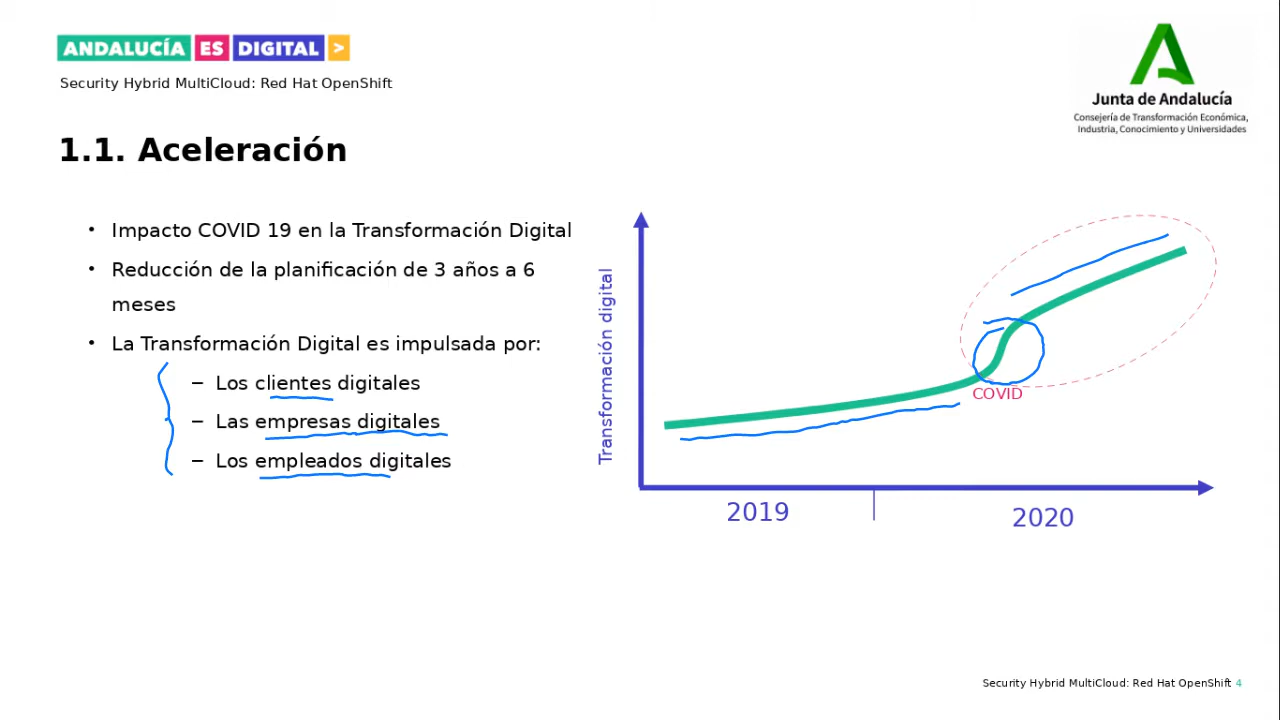 ANDALUCÍA ES DIGITAL >
Security Hybrid MultiCloud: Red Hat OpenShift
Junta de Andalucía
Consejería de Transformación Económica,
Industria, Conocimiento y Universidades
1.1. Aceleración
• Impacto COVID 19 en la Transformación Digital
• Reducción de la planificación de 3 años a 6
meses
• La Transformación Digital es impulsada por:
– Los clientes digitales
– Las empresas digitales
– Los empleados digitales
Transformación digital
COVID
2019
2020
Security Hybrid MultiCloud: Red Hat OpenShift 4